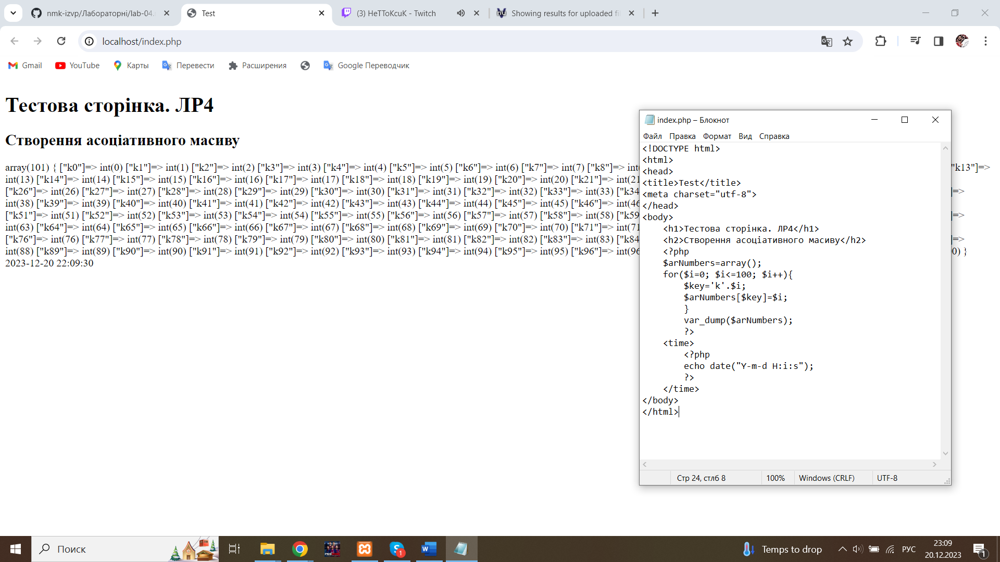 nmk-izvp/Лабораторні/lab-04.
Test
(3) HeTToKcuK - Twitch
Showing results for uploaded fi
localhost/index.php
Gmail
YouTube
Карты
Перевести
Расширения
Google Переводчик
Тестова сторінка. ЛР4
Створення асоціативного масиву
array(101) { ["k0"]=> int(0) ["k1"]=> int(1) ["k2"]=> int(2) ["k3"]=> int(3) ["k4"]=> int(4) ["k5"]=> int(5) ["k6"]=> int(6) ["k7"]=> int(7) ["k8"]=> int "k13"]=>
int(13) ["k14"]=> int(14) ["k15"]=> int(15) ["k16"]=> int(16) ["k17"]=> int(17) ["k18"]=> int(18) ["k19"]=> int(19) ["k20"]=> int(20) ["k21"]=> int(21
["k26"]=> int(26) ["k27"]=> int(27) ["k28"]=> int(28) ["k29"]=> int(29) ["k30"]=> int(30) ["k31"]=> int(31) ["k32"]=> int(32) ["k33"]=> int(33) ["k34 ]=>
int(38) ["k39"]=> int(39) ["k40"]=> int(40) ["k41"]=> int(41) ["k42"]=> int(42) ["k43"]=> int(43) ["k44"]=> int(44) ["k45"]=> int(45) ["k46"]=> int(46 ]=>
["k51"]=> int(51) ["k52"]=> int(52) ["k53"]=> int(53) ["k54"]=> int(54) ["k55"]=> int(55) ["k56"]=> int(56) ["k57"]=> int(57) ["k58"]=> int(58) ["k59 ]=>
int(63) ["k64"]=> int(64) ["k65"]=> int(65) ["k66"]=> int(66) ["k67"]=> int(67) ["k68"]=> int(68) ["k69"]=> int(69) ["k70"]=> int(70) ["k71"]=> int(71
["k76"]=> int(76) ["k77"]=> int(77) ["k78"]=> int(78) ["k79"]=> int(79) ["k80"]=> int(80) ["k81"]=> int(81) ["k82"]=> int(82) ["k83"]=> int(83) ["k84 ]=>
int(88) ["k89"]=> int(89) ["k90"]=> int(90) ["k91"]=> int(91) ["k92"]=> int(92) ["k93"]=> int(93) ["k94"]=> int(94) ["k95"]=> int(95) ["k96"]=> int(96 0) }
2023-12-20 22:09:30
index.php – Блокнот
Файл Правка Формат Вид Справка
<!DOCTYPE html>
<html>
<head>
<title>Test</title>
<meta charset="utf-8">
</head>
<body>
<h1>Тестова сторінка. ЛР4</h1>
<h2>Створення асоціативного масиву</h2>
<?php
$arNumbers=array();
for($i=0; $i<=100; $i++){
$key='k'.$i;
$arNumbers[$key]=$i;
}
var_dump($arNumbers);
?>
<time>
<?php
echo date("Y-m-d H:i:s");
?>
</time>
</body>
</html>
Стр 24, стлб 8
100%
Windows (CRLF)
UTF-8
Поиск
1
Temps to drop
РУС
23:09
20.12.2023
1